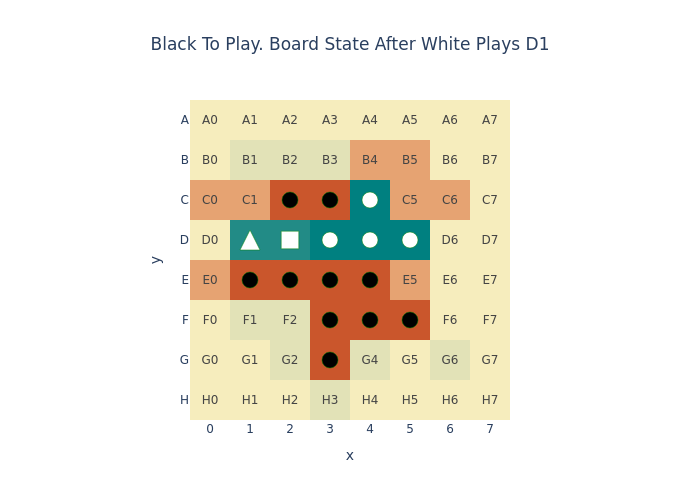 Black To Play. Board State After White Plays D1
A A0 A1 A2 A3 A4 A5 A6 A7
B B0 B1 B2 B3 B4 B5 B6 B7
C C0 C1 C5 C6 C7
D D0 D6 D7
E E0 E5 E6 E7
F F0 F1 F2 F6 F7
G G0 G1 G2 G4 G5 G6 G7
H H0 H1 H2 H3 H4 H5 H6 H7
0 1 2 3 4 5 6 7
x
y